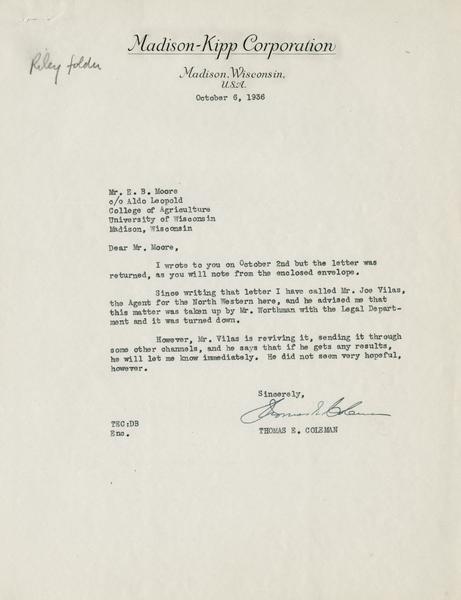 Madison-Kipp Corporation
Riley folder
Madison, Wisconsin,
U.S.A.
October 6, 1936
Mr. E. B. Moore
c/o Aldo Leopold
College of Agriculture
University of Wisconsin
Madison, Wisconsin
Dear Mr. Moore,
I wrote to you on October 2nd but the letter was
returned, as you will note from the enclosed envelope.
Since writing that letter I have called Mr. Joe Vilas,
the Agent for the North Western here, and he advised me that
this matter was taken up by Mr. Worthman with the Legal Depart-
ment and it was turned down.
However, Mr. Vilas is reviving it, sending it through
some other channels, and he says that if he gets any results,
he will let me know immediately. He did not seem very hopeful,
however.
Sincerely,
Thomas E. Coleman
TEC:DB
Enc.
THOMAS E. COLEMAN